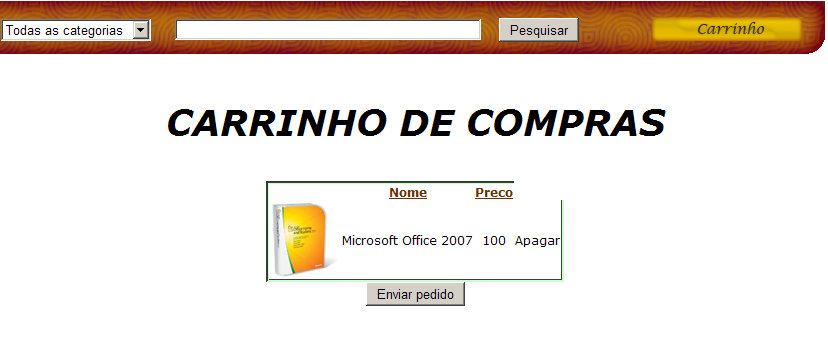 Todas as categorias Pesquisar Carrinho
CARRINHO DE COMPRAS
Nome Preco
Microsoft Office 2007 100 Apagar
Enviar pedido